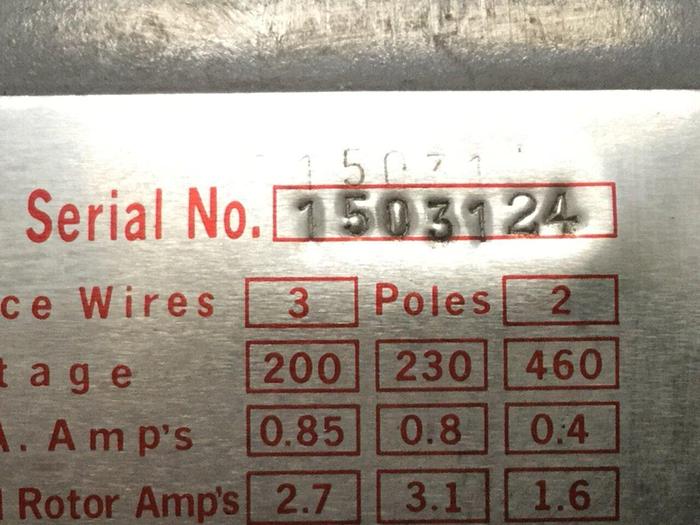 15031
Serial No. 1503124
ce Wires 3 Poles 2
tage 200 230 460
A. Amp's 0.85 0.8 0.4
Rotor Amp's 2.7 3.1 1.6